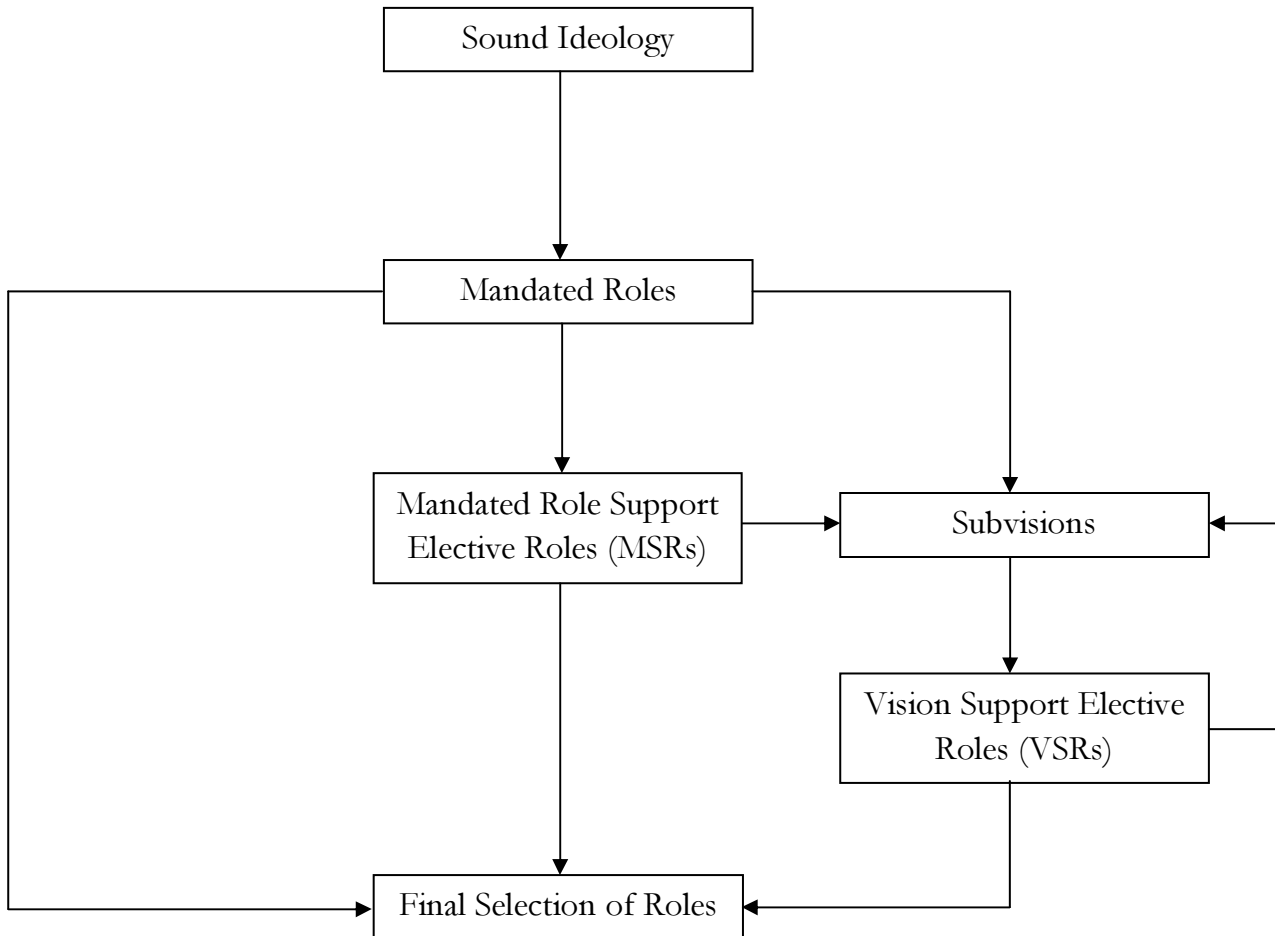 Sound Ideology
Mandated Roles
Mandated Role Support
Elective Roles (MSRs)
Subvisions
Vision Support Elective
Roles (VSRs)
Final Selection of Roles